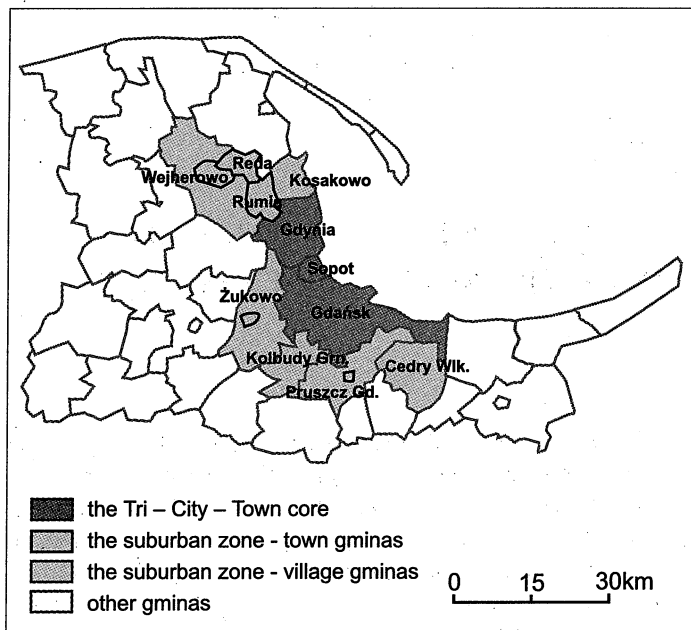 Reda
Wejherowo
Kosakowo
Rumia
Gdynia
Sopot
Żukowo
Gdańsk
Kolbudy Grn.
Cedry Wlk.
Pruszcz Gd.
the Tri – City – Town core
the suburban zone - town gminas
the suburban zone - village gminas
other gminas
0 15 30km